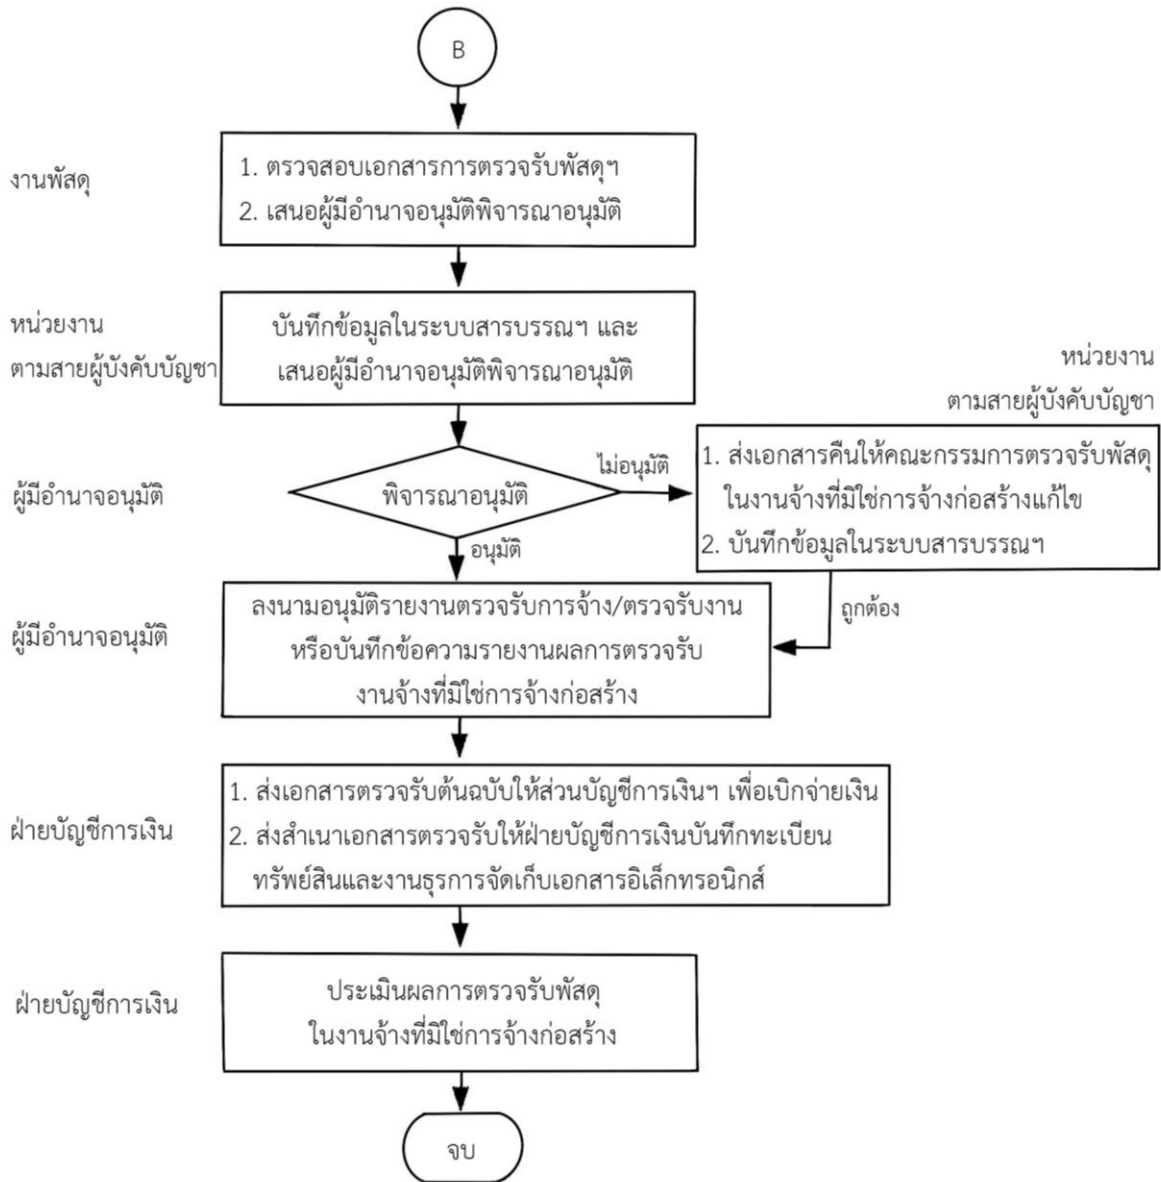 B
งานพัสดุ
1. ตรวจสอบเอกสารการตรวจรับพัสดุฯ
2. เสนอผู้มีอำนาจอนุมัติพิจารณาอนุมัติ
หน่วยงาน
ตามสายผู้บังคับบัญชา
บันทึกข้อมูลในระบบสารบรรณฯ และ
เสนอผู้มีอำนาจอนุมัติพิจารณาอนุมัติ
หน่วยงาน
ตามสายผู้บังคับบัญชา
ผู้มีอำนาจอนุมัติ
พิจารณาอนุมัติ
ไม่อนุมัติ
1. ส่งเอกสารคืนให้คณะกรรมการตรวจรับพัสดุ
ในงานจ้างที่มิใช่การจ้างก่อสร้างแก้ไข
2. บันทึกข้อมูลในระบบสารบรรณฯ
อนุมัติ
ถูกต้อง
ผู้มีอำนาจอนุมัติ
ลงนามอนุมัติรายงานตรวจรับการจ้าง/ตรวจรับงาน
หรือบันทึกข้อความรายงานผลการตรวจรับ
งานจ้างที่มิใช่การจ้างก่อสร้าง
ฝ่ายบัญชีการเงิน
1. ส่งเอกสารตรวจรับต้นฉบับให้ส่วนบัญชีการเงินฯ เพื่อเบิกจ่ายเงิน
2. ส่งสำเนาเอกสารตรวจรับให้ฝ่ายบัญชีการเงินบันทึกทะเบียน
ทรัพย์สินและงานธุรการจัดเก็บเอกสารอิเล็กทรอนิกส์
ฝ่ายบัญชีการเงิน
ประเมินผลการตรวจรับพัสดุ
ในงานจ้างที่มิใช่การจ้างก่อสร้าง
จบ